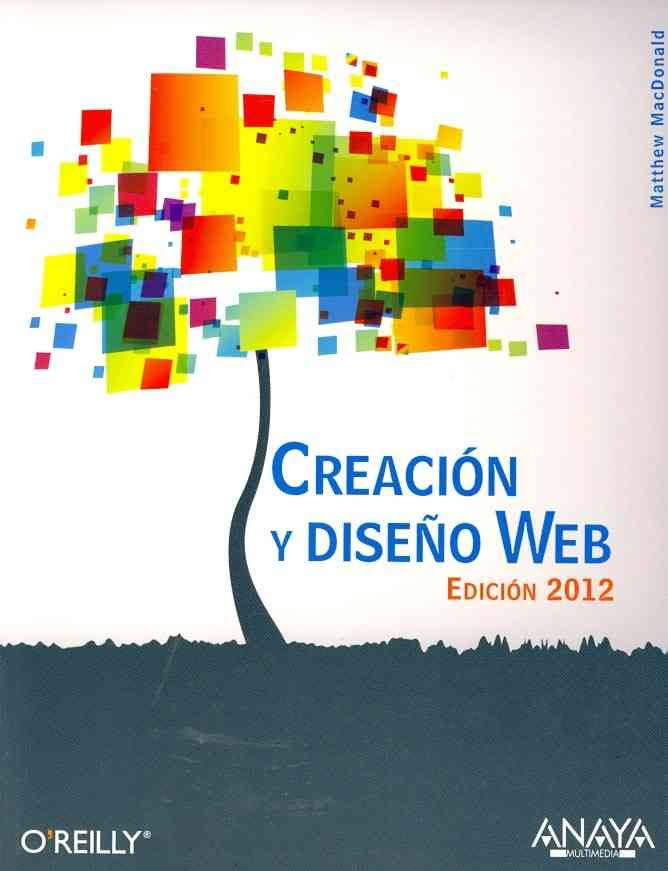 Matthew MacDonald
CREACIÓN
Y DISEÑO WEB
EDICIÓN 2012
O'REILLY®
ANAYA
MULTIMEDIA